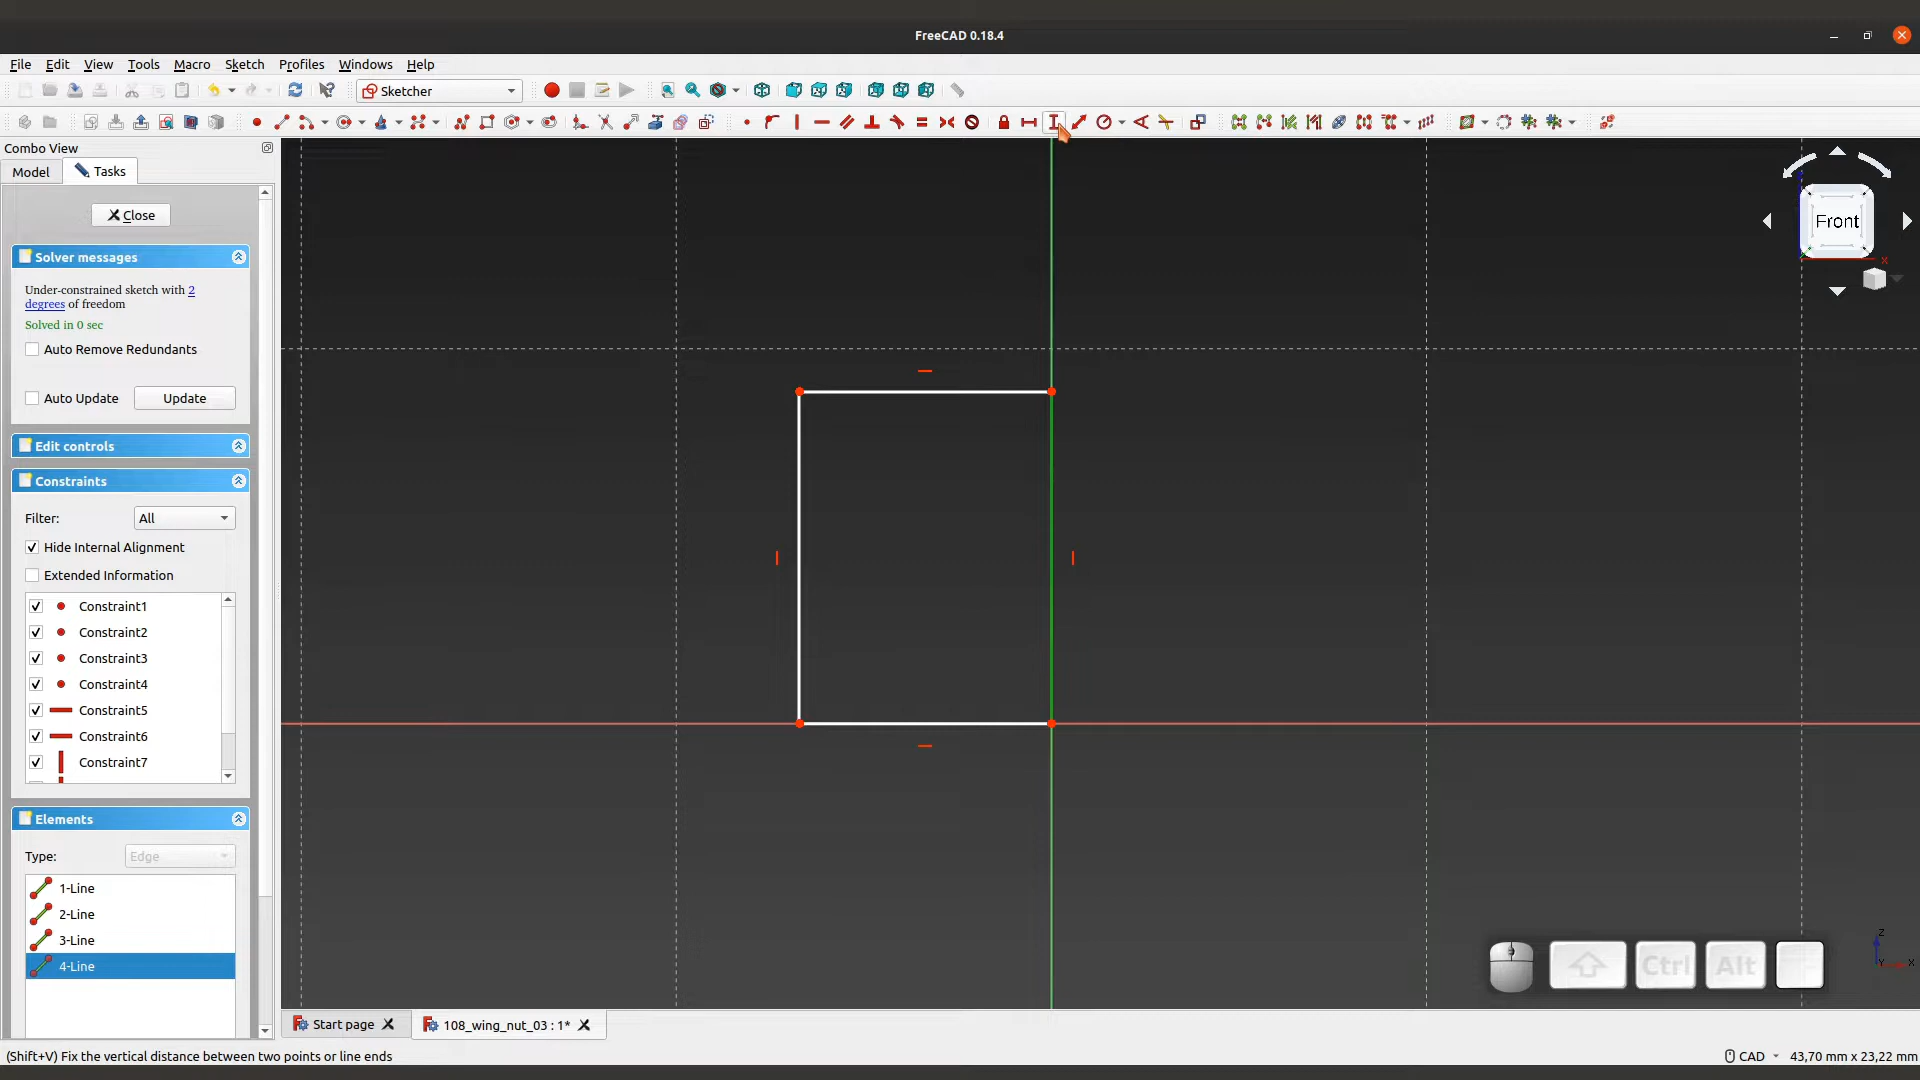 FreeCAD 0.18.4
File Edit View Tools Macro Sketch Profiles Windows Help
Sketcher
Combo View
Model Tasks
Close
Solver messages
Under-constrained sketch with 2
degrees of freedom
Solved in 0 sec
Auto Remove Redundants
Auto Update Update
Edit controls
Constraints
Filter: All
Hide Internal Alignment
Extended Information
Constraint1
Constraint2
Constraint3
Constraint4
Constraint5
Constraint6
Constraint7
Elements
Type: Edge
1-Line
2-Line
3-Line
4-Line
Front
X
Z
Y X
Ctrl Alt
Start page 108_wing_nut_03 : 1*
(Shift+V) Fix the vertical distance between two points or line ends
CAD 43,70 mm x 23,22 mm